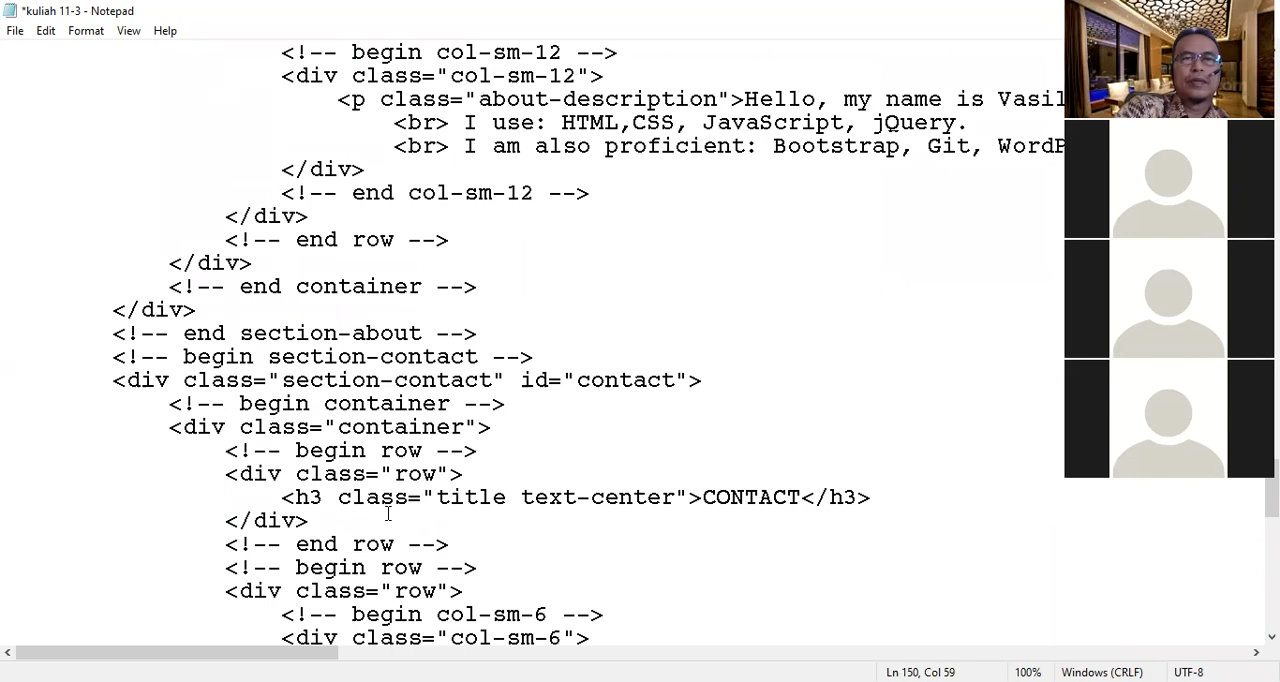 *kuliah 11-3 - Notepad
File Edit Format View Help
<!-- begin col-sm-12 -->
<div class="col-sm-12">
<p class="about-description">Hello, my name is Vasil
<br> I use: HTML,CSS, JavaScript, jQuery.
<br> I am also proficient: Bootstrap, Git, WordP
</div>
<!-- end col-sm-12 -->
</div>
<!-- end row -->
</div>
<!-- end container -->
</div>
<!-- end section-about -->
<!-- begin section-contact -->
<div class="section-contact" id="contact">
<!-- begin container -->
<div class="container">
<!-- begin row -->
<div class="row">
<h3 class="title text-center">CONTACT</h3>
</div>
<!-- end row -->
<!-- begin row -->
<div class="row">
<!-- begin col-sm-6 -->
<div class="col-sm-6">
Ln 150, Col 59 100% Windows (CRLF) UTF-8